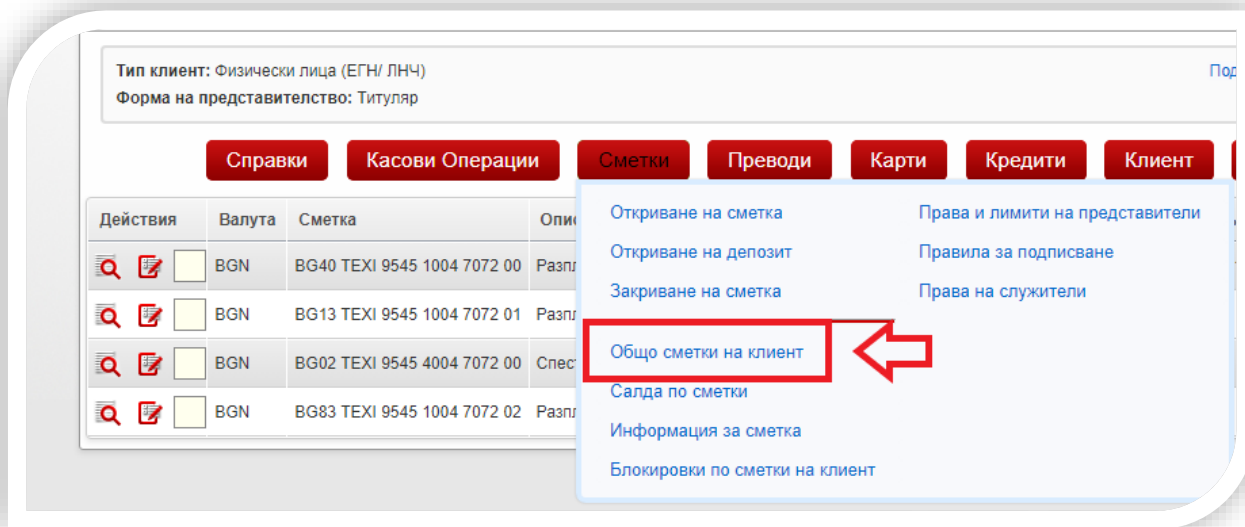 Тип клиент: Физически лица (ЕГН/ ЛНЧ)
Форма на представителство: Титуляр
Справки Касови Операции Сметки Преводи Карти Кредити Клиент
Действия Валута Сметка
BGN BG40 TEXI 9545 1004 7072 00
BGN BG13 TEXI 9545 1004 7072 01
BGN BG02 TEXI 9545 4004 7072 00
BGN BG83 TEXI 9545 1004 7072 02
Откриване на сметка
Откриване на депозит
Закриване на сметка
Общо сметки на клиент
Салда по сметки
Информация за сметка
Блокировки по сметки на клиент
Права и лимити на представители
Правила за подписване
Права на служители